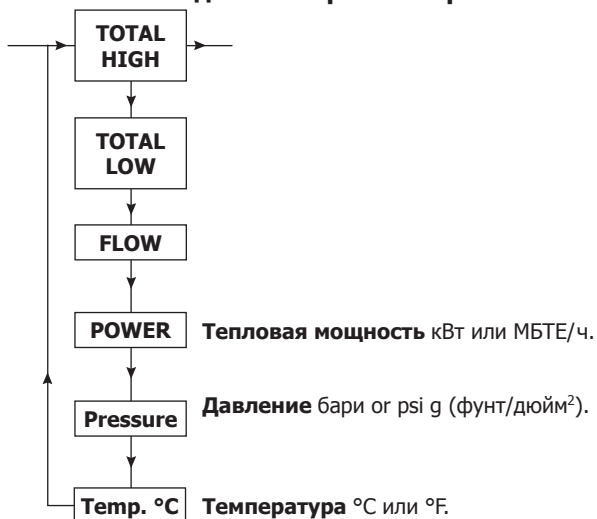 TOTAL
HIGH
TOTAL
LOW
FLOW
POWER Тепловая мощность кВт или МБТЕ/ч.
Pressure Давление бари or psi g (фунт/дюйм²).
Temp. °C Температура °C или °F.